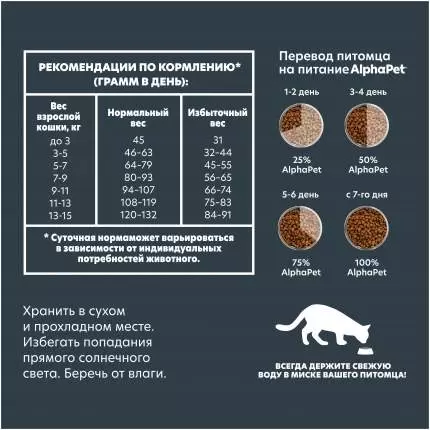 РЕКОМЕНДАЦИИ ПО КОРМЛЕНИЮ*
(ГРАММ В ДЕНЬ):
Вес взрослой кошки, кг Нормальный вес Избыточный вес
до 3 45 31
3-5 46-63 32-44
5-7 64-79 45-55
7-9 80-93 56-65
9-11 94-107 66-74
11-13 108-119 75-83
13-15 120-132 84-91
* Суточная нормаможет варьироваться
в зависимости от индивидуальных
потребностей животного.
Перевод питомца
на питание AlphaPet
1-2 день 3-4 день
25% AlphaPet 50% AlphaPet
5-6 день с 7-го дня
75% AlphaPet 100% AlphaPet
Хранить в сухом
и прохладном месте.
Избегать попадания
прямого солнечного
света. Беречь от влаги.
ВСЕГДА ДЕРЖИТЕ СВЕЖУЮ
ВОДУ В МИСКЕ ВАШЕГО ПИТОМЦА!